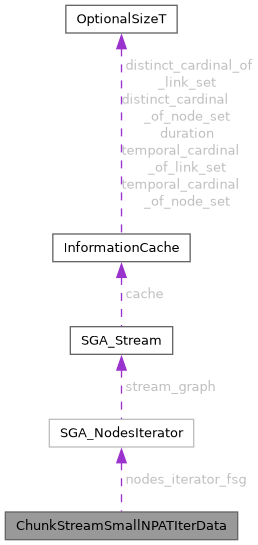 OptionalSizeT
distinct_cardinal_of
_link_set
distinct_cardinal
_of_node_set
duration
temporal_cardinal
_of_link_set
temporal_cardinal
_of_node_set
InformationCache
cache
SGA_Stream
stream_graph
SGA_NodesIterator
nodes_iterator_fsg
ChunkStreamSmallNPATIterData